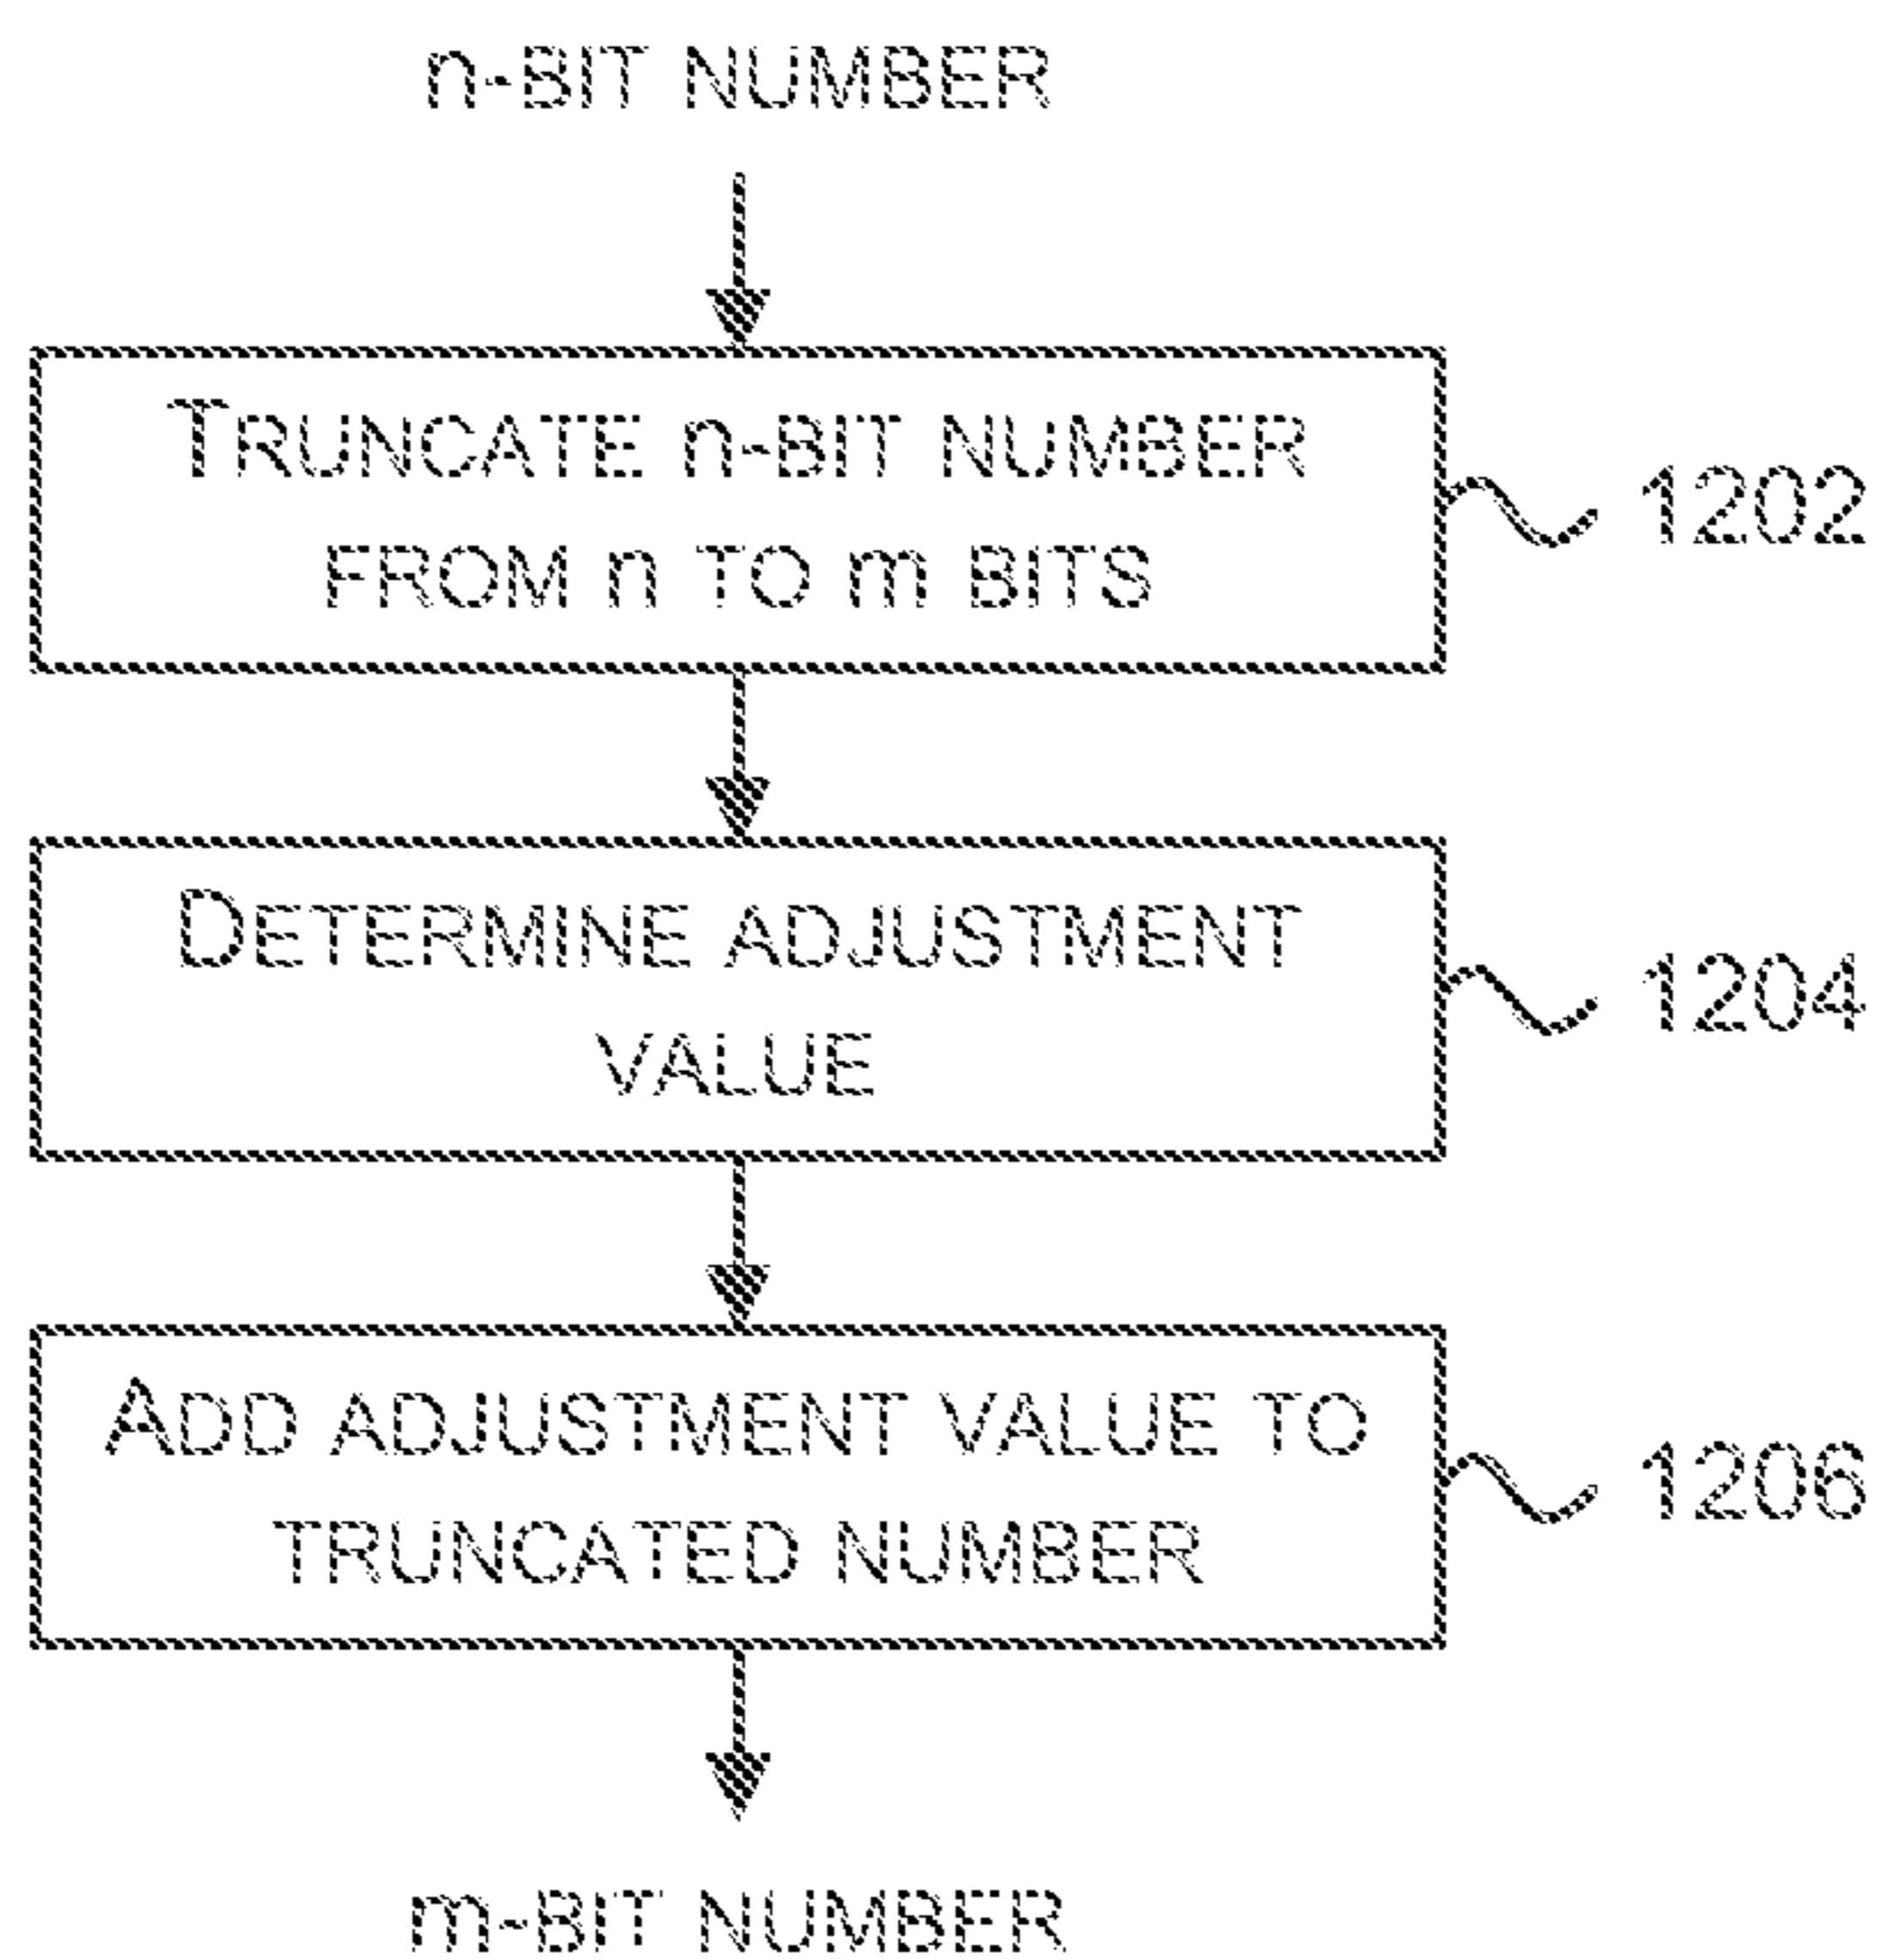 n-BIT NUMBER
TRUNCATE n-BIT NUMBER
FROM n TO m BITS
1202
DETERMINE ADJUSTMENT
VALUE
1204
ADD ADJUSTMENT VALUE TO
TRUNCATED NUMBER
1206
m-BIT NUMBER